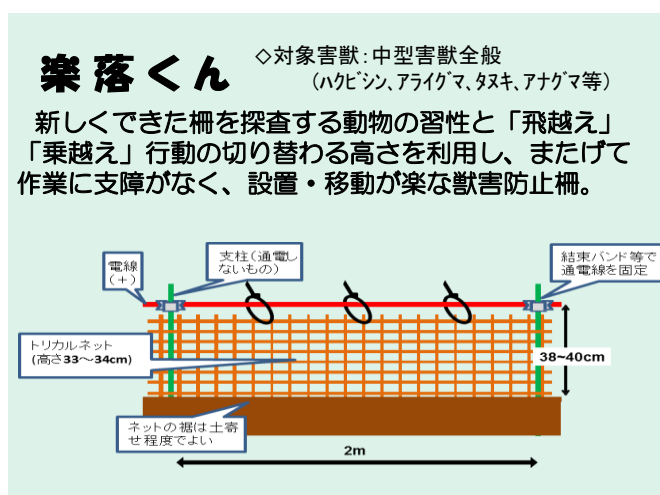 楽落くん
◇対象害獣：中型害獣全般
（ﾊｸﾋﾞｼﾝ、ｱﾗｲｸﾞﾏ、ﾀﾇｷ、ｱﾅｸﾞﾏ等）
新しくできた柵を探査する動物の習性と「飛越え」
「乗越え」行動の切り替わる高さを利用し、またげて
作業に支障がなく、設置・移動が楽な獣害防止柵。
電線
（＋）
支柱（通電し
ないもの）
結束バンド等で
通電線を固定
トリカルネット
(高さ33～34cm)
38~40cm
ネットの裾は土寄
せ程度でよい
2m